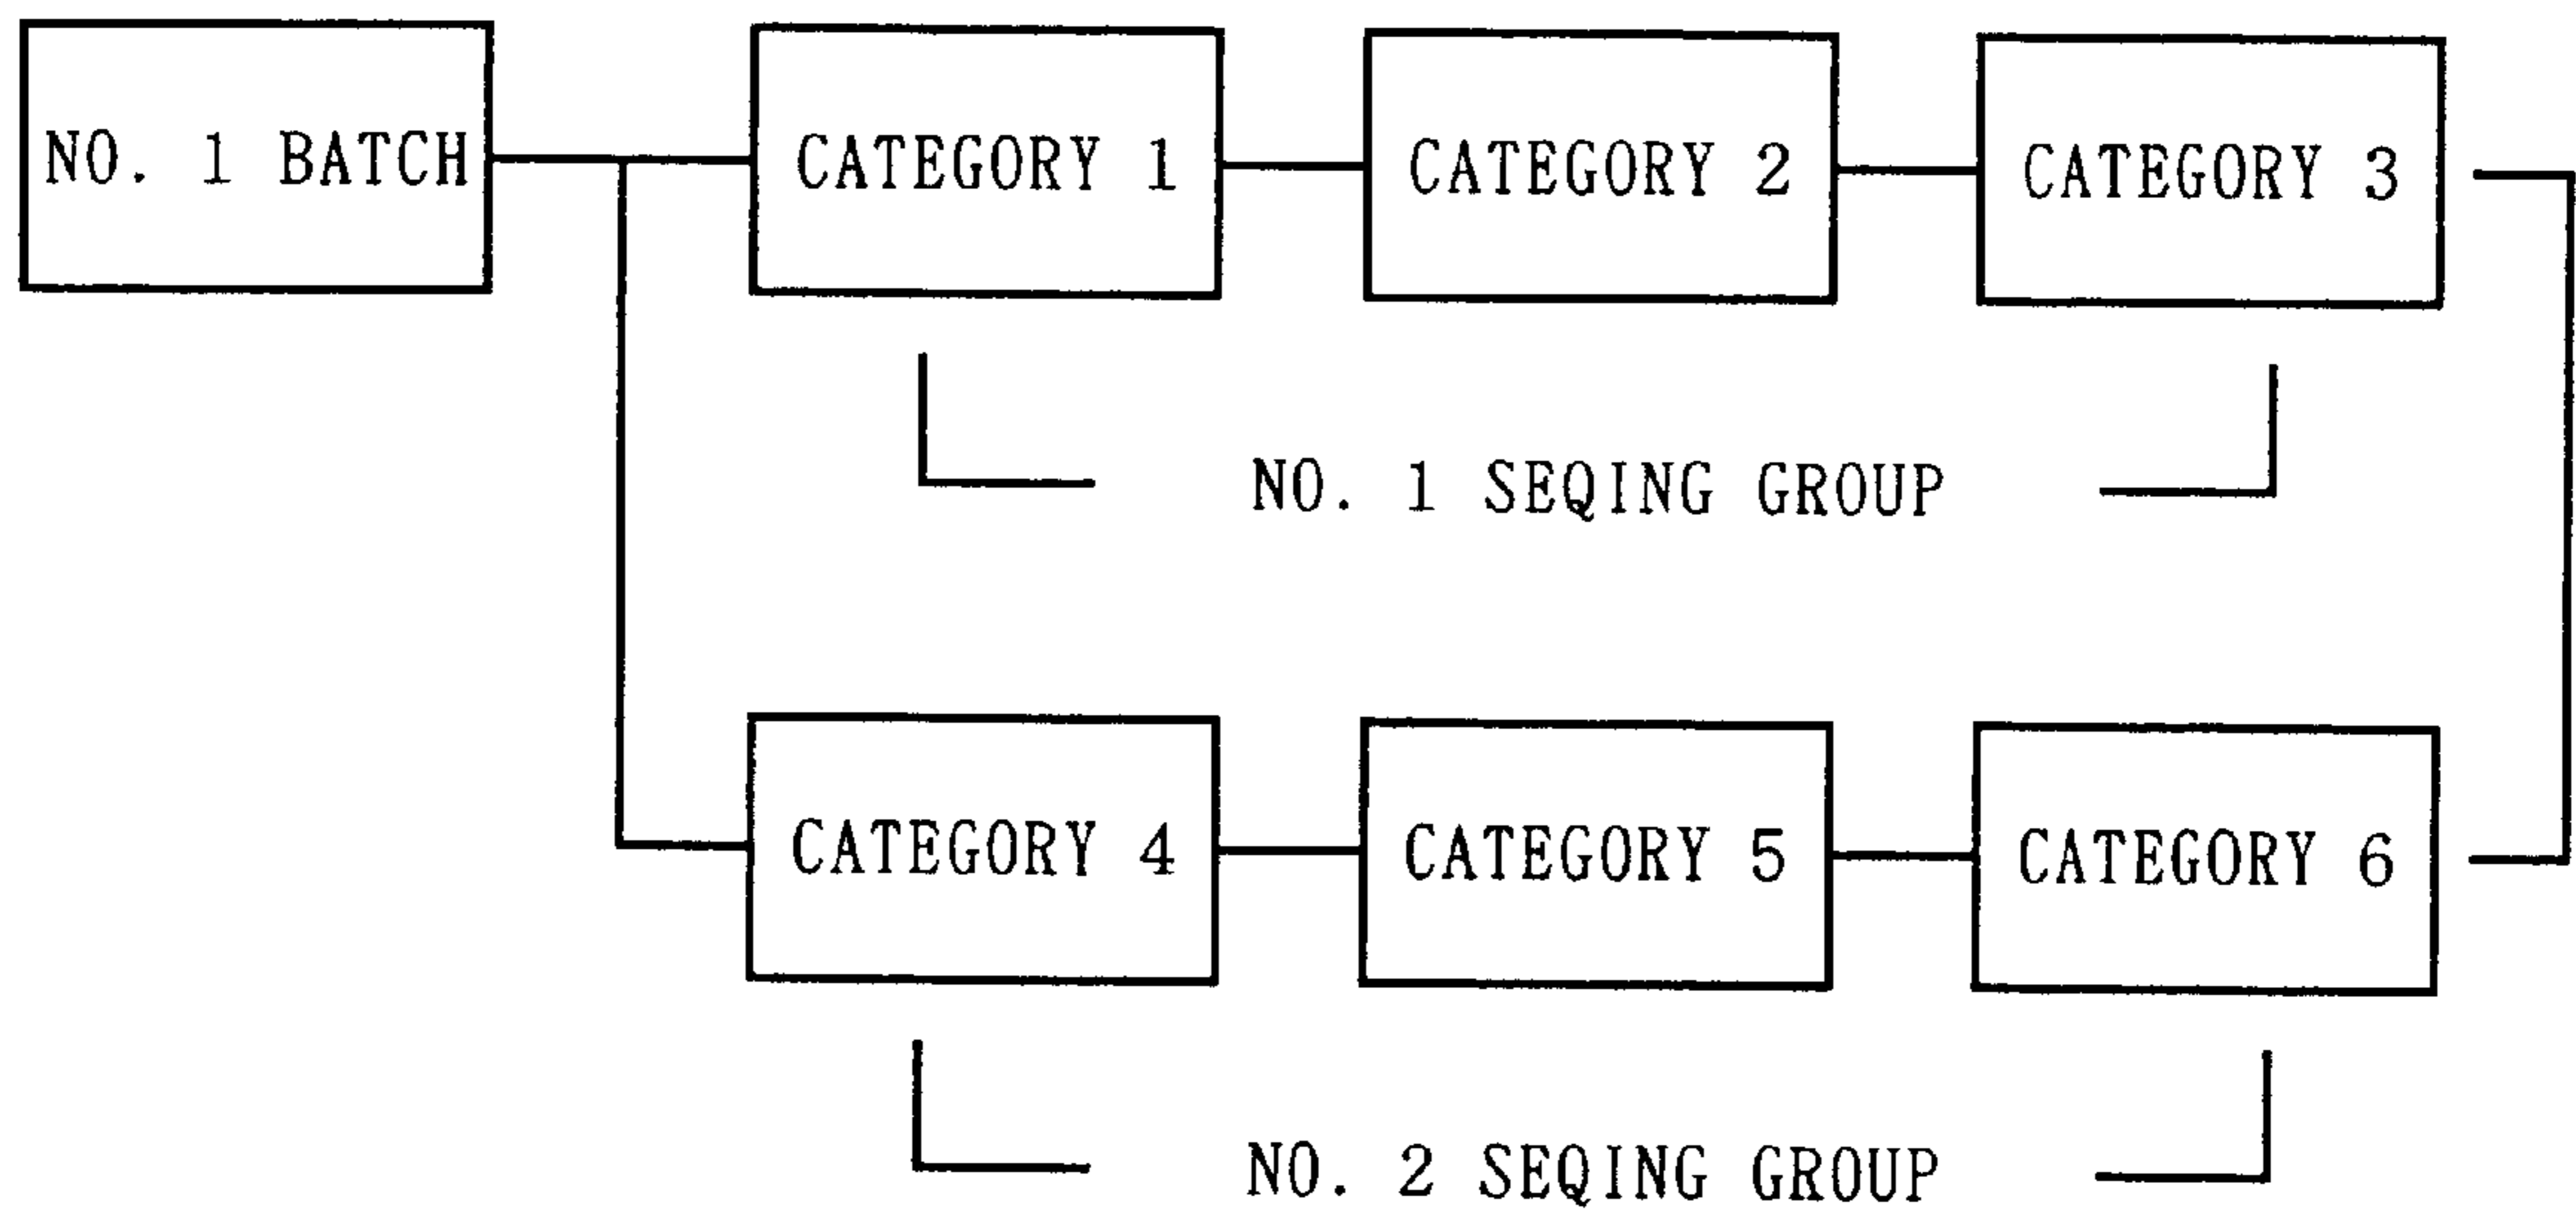 NO. 1 BATCH
CATEGORY 1
CATEGORY 2
CATEGORY 3
NO. 1 SEQING GROUP
CATEGORY 4
CATEGORY 5
CATEGORY 6
NO. 2 SEQING GROUP